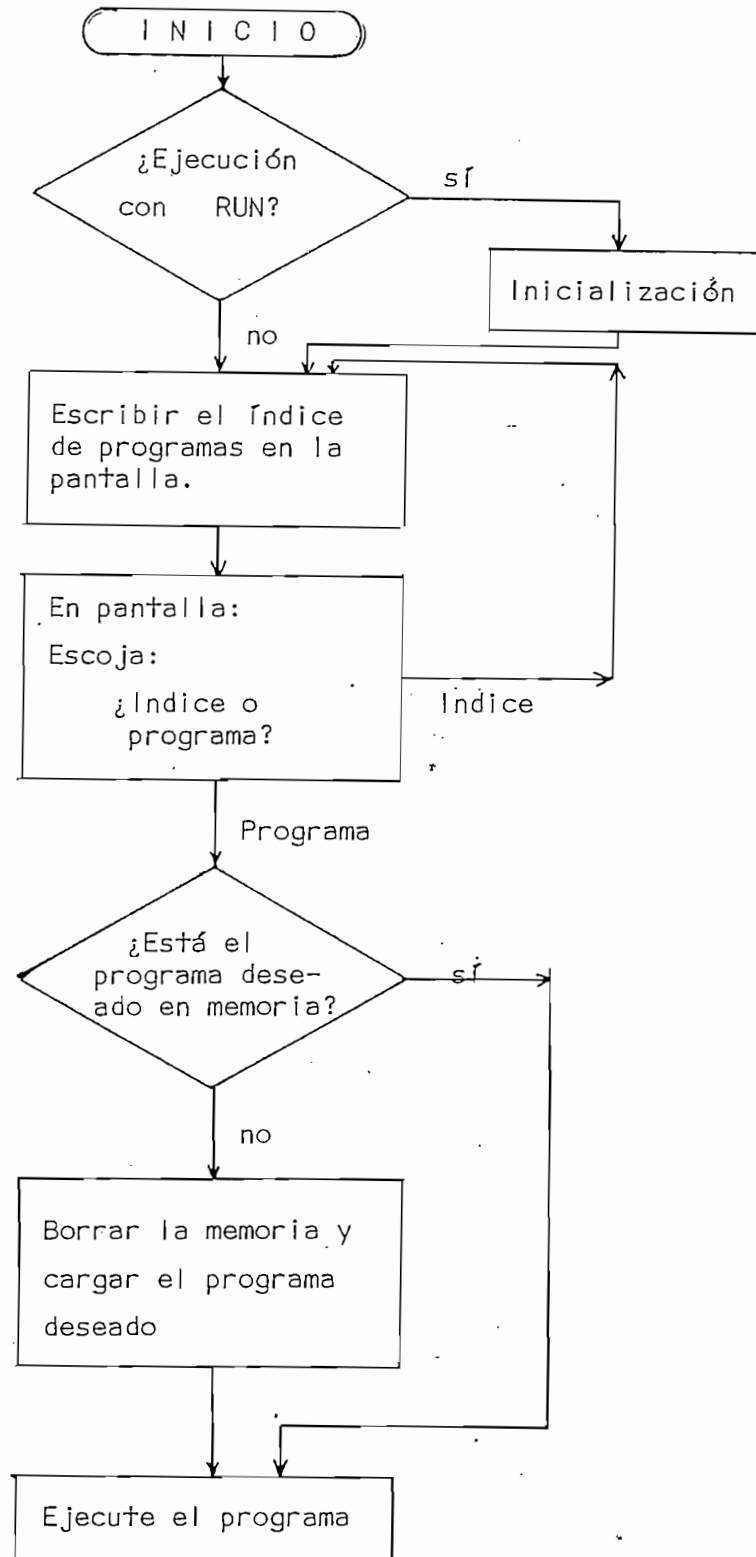 INICIO
¿Ejecución
con RUN?
sí
Inicialización
no
Escribir el índice
de programas en la
pantalla.
En pantalla:
Escoja:
¿Indice o
programa?
Indice
Programa
¿Está el
programa dese-
ado en memoria?
sí
no
Borrar la memoria y
cargar el programa
deseado
Ejecute el programa